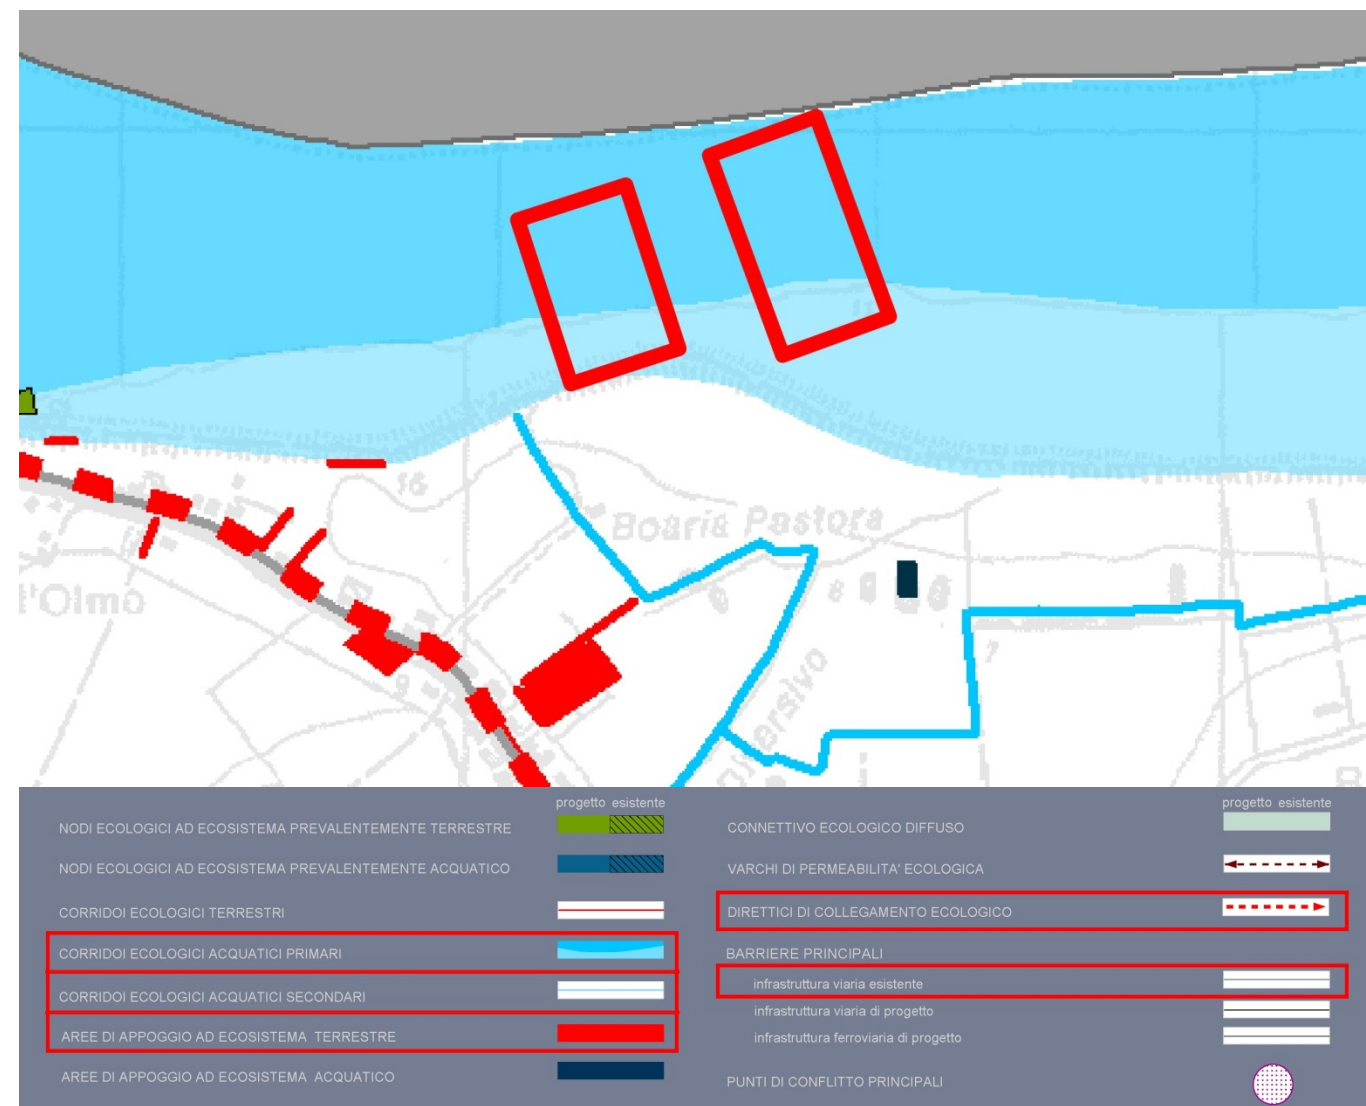 16
Boaria Pastora
l'Olmo
7
9
progetto esistente
NODI ECOLOGICI AD ECOSISTEMA PREVALENTEMENTE TERRESTRE
NODI ECOLOGICI AD ECOSISTEMA PREVALENTEMENTE ACQUATICO
CORRIDOI ECOLOGICI TERRESTRI
CORRIDOI ECOLOGICI ACQUATICI PRIMARI
CORRIDOI ECOLOGICI ACQUATICI SECONDARI
AREE DI APPOGGIO AD ECOSISTEMA TERRESTRE
AREE DI APPOGGIO AD ECOSISTEMA ACQUATICO
progetto esistente
CONNETTIVO ECOLOGICO DIFFUSO
VARCHI DI PERMEABILITA' ECOLOGICA
DIRETTICI DI COLLEGAMENTO ECOLOGICO
BARRIERE PRINCIPALI
infrastruttura viaria esistente
infrastruttura viaria di progetto
infrastruttura ferroviaria di progetto
PUNTI DI CONFLITTO PRINCIPALI